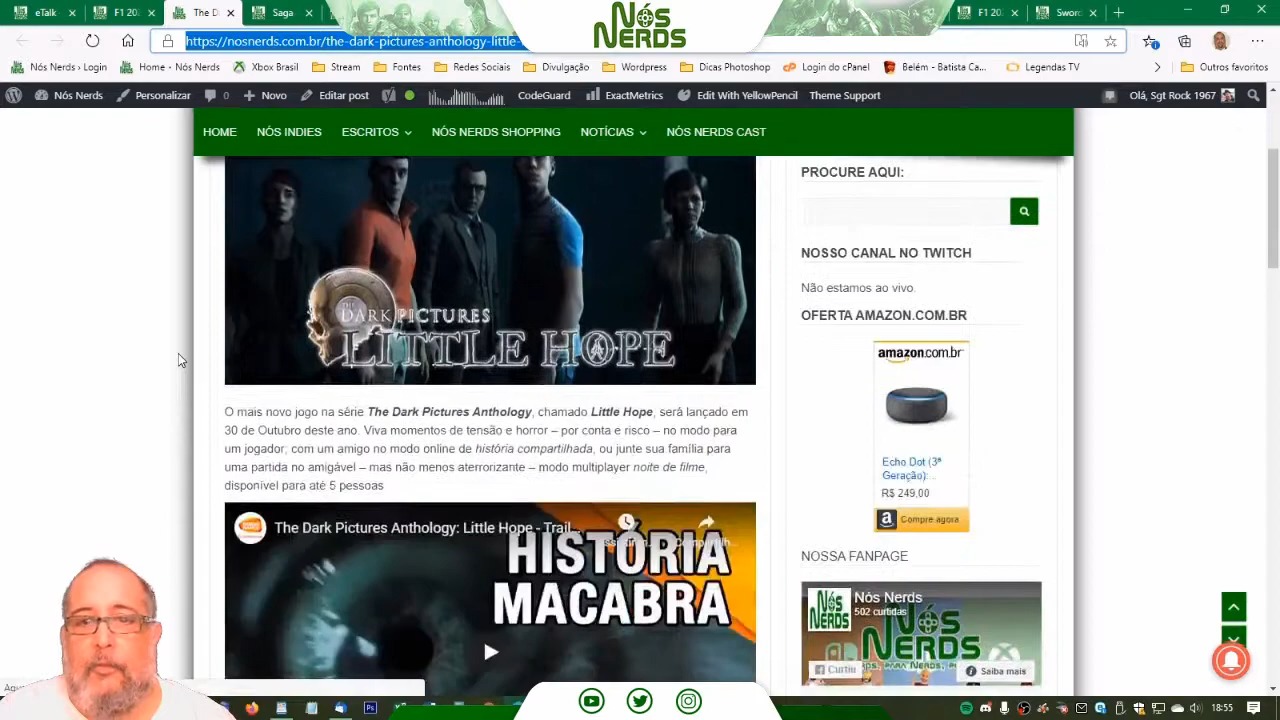 The D
Saga
NÓS
NERDS
F1 202
Sworc
https://nosnerds.com.br/the-dark-pictures-anthology-little-
Nós Nerds › Login
Home - Nós Nerds
Xbox Brasil
Stream
Fontes
Redes Sociais
Divulgação
Dicas Photoshop
Login do cPanel
Belém - Batista Ca...
Legendas TV
Outros favoritos
Nós Nerds
Personalizar
0
Novo
Editar post
CodeGuard
ExactMetrics
Edit With YellowPencil
Theme Support
Olá, Sgt Rock 1967
HOME
NÓS INDIES
ESCRITOS
NÓS NERDS SHOPPING
NOTÍCIAS
NÓS NERDS CAST
THE
DARK PICTURES
LITTLE HOPE
O mais novo jogo na série The Dark Pictures Anthology, chamado Little Hope, será lançado em
30 de Outubro deste ano. Viva momentos de tensão e horror – por conta e risco – no modo para
um jogador; com um amigo no modo online de história compartilhada, ou junte sua família para
uma partida no amigável – mas não menos aterrorizante – modo multiplayer noite de filme,
disponível para até 5 pessoas
The Dark Pictures Anthology: Little Hope - Trail...
HISTÓRIA
MACABRA
PROCURE AQUI:
NOSSO CANAL NO TWITCH
Não estamos ao vivo.
OFERTA AMAZON.COM.BR
amazon.com.br
Echo Dot (3ª
Geração):...
R$ 249,00
Compre agora
NOSSA FANPAGE
Nós Nerds
502 curtidas
NÓS
NERDS
Curtiu
Saiba mais
18:55